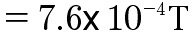 = 7.6x 10⁻⁴T